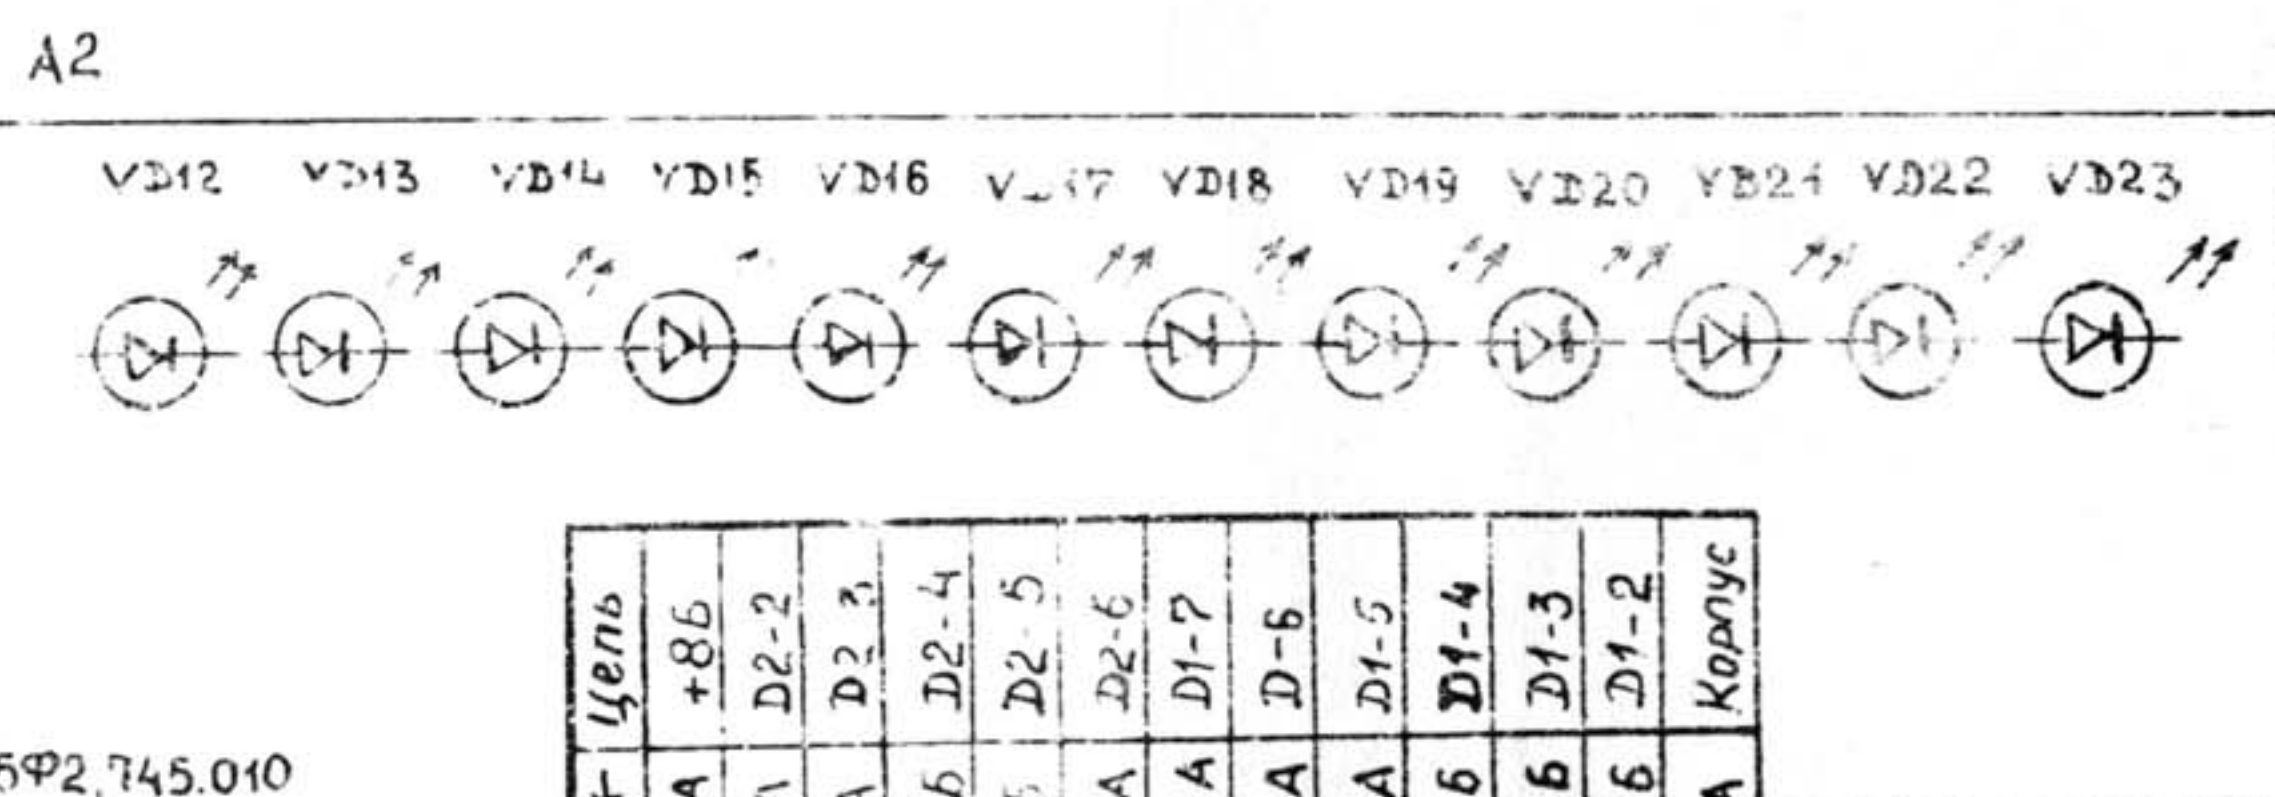 A2
VD12 VD13 VD14 VD15 VD16 VD18 VD19 VD20 VD21 VD22 VD23
Цепь
+8Б
D2-2
D2 3
D2-4
D2-5
D2-6
D1-7
D-6
D1-5
D1-4
D1-3
D1-2
Корпус
А
А
Б
А
А
А
А
Б
Б
Б
А
5Ф2.745.010